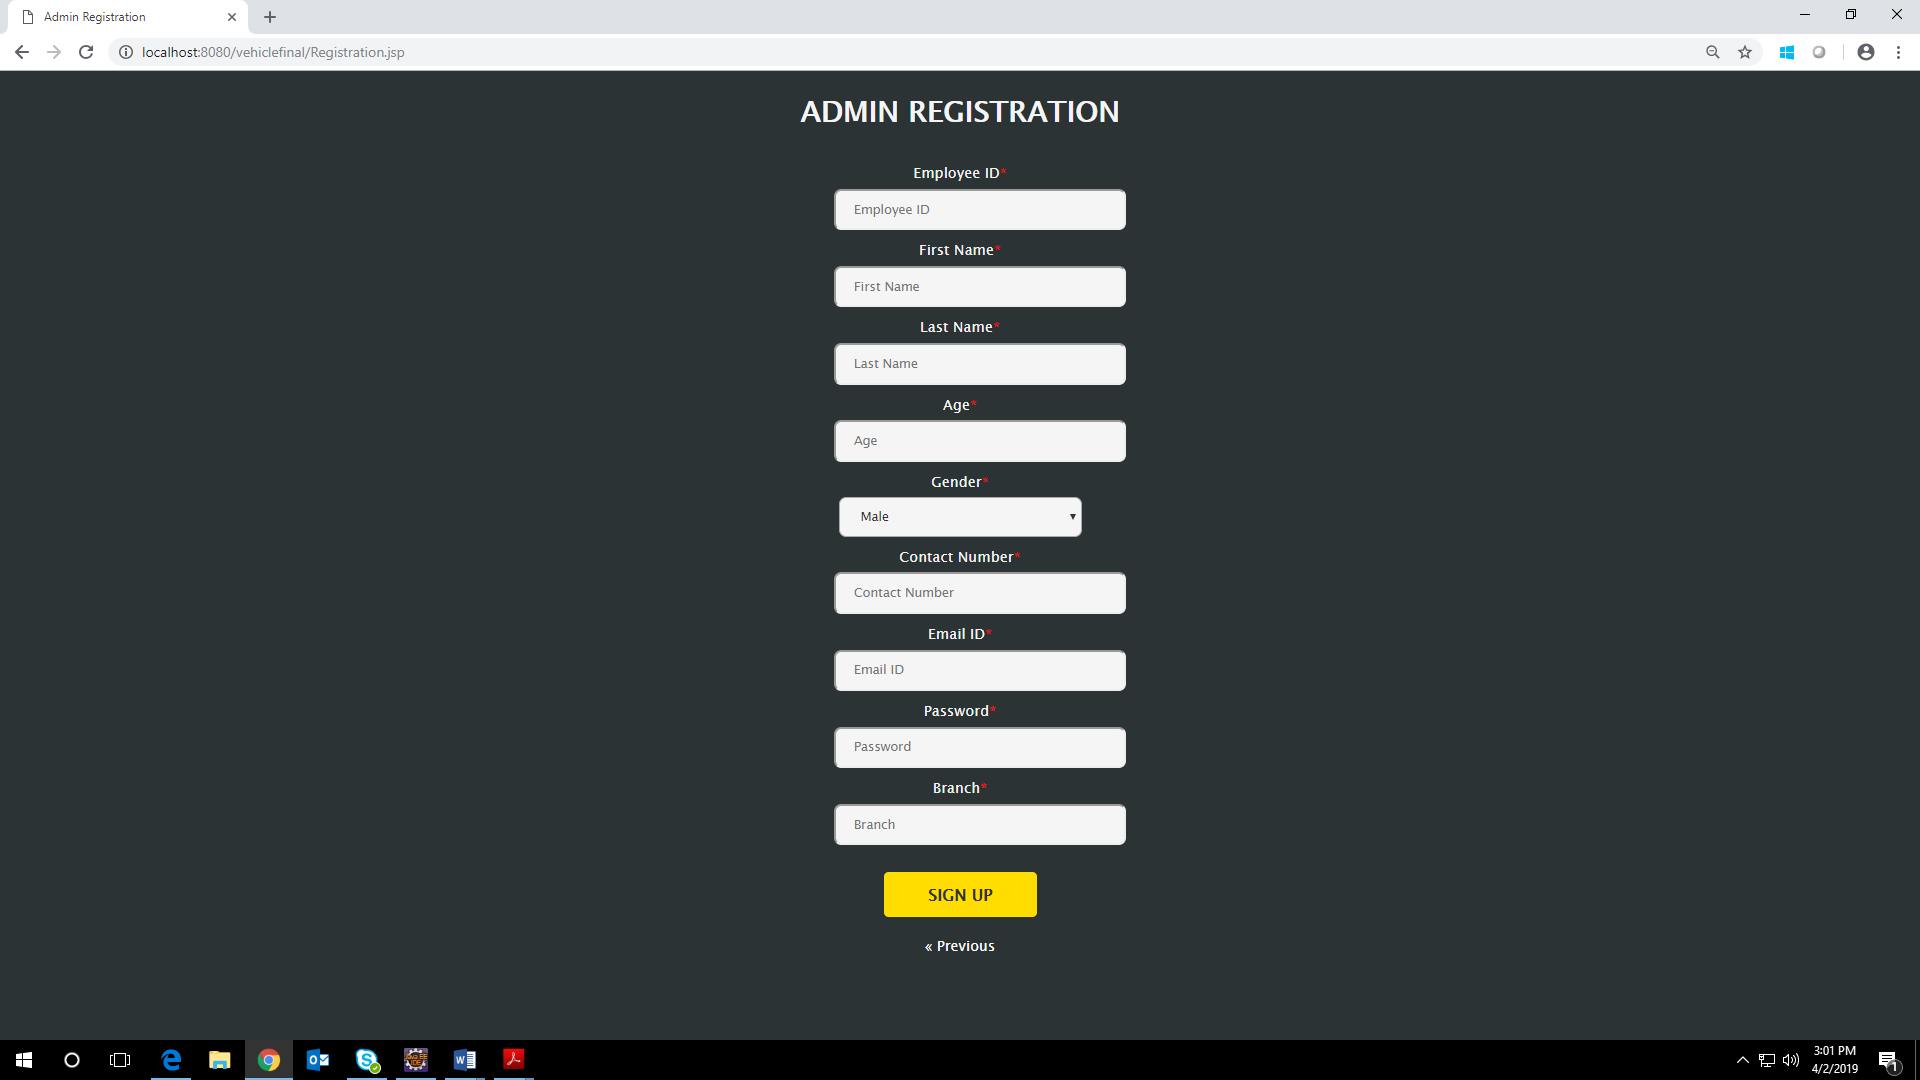 Admin Registration
localhost:8080/vehiclefinal/Registration.jsp
ADMIN REGISTRATION
Employee ID*
Employee ID
First Name*
First Name
Last Name*
Last Name
Age*
Age
Gender*
Male
Contact Number*
Contact Number
Email ID*
Email ID
Password*
Password
Branch*
Branch
SIGN UP
« Previous
3:01 PM
4/2/2019
1